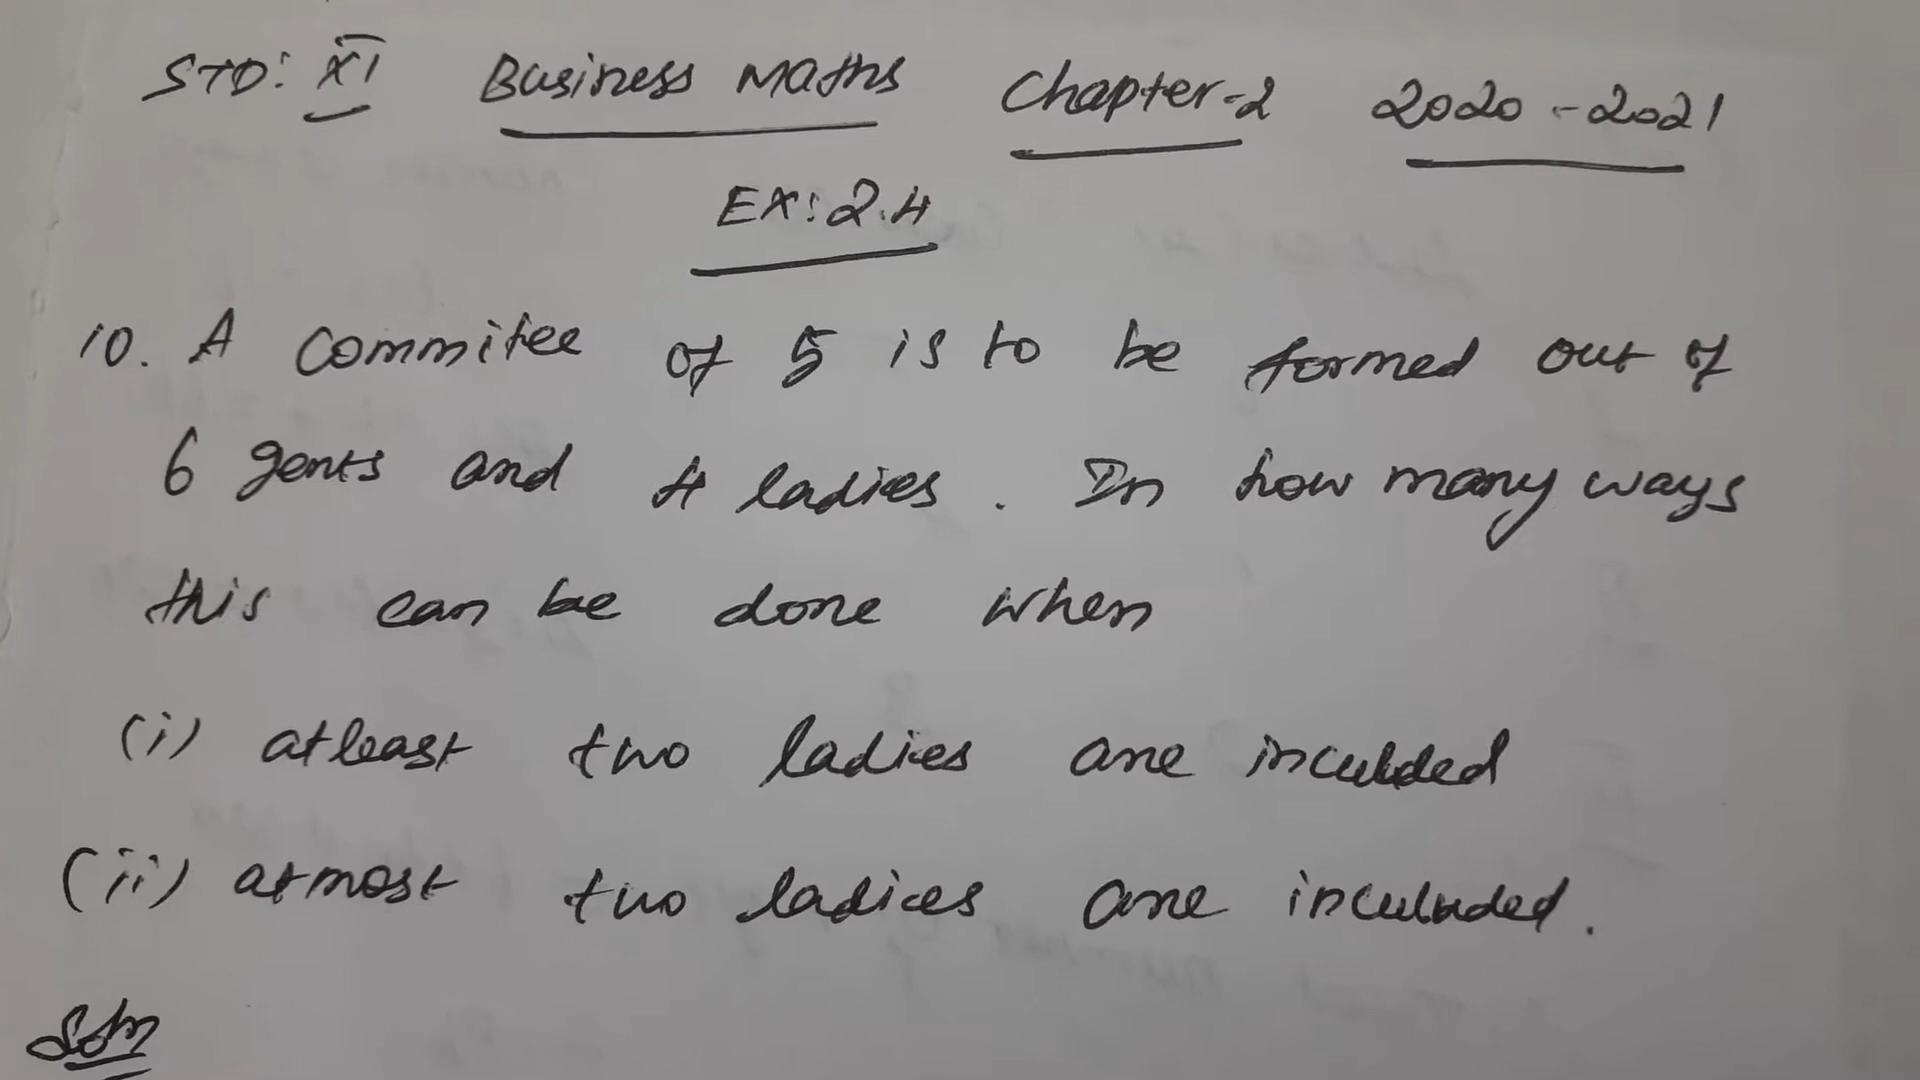 STD: XI Business Maths Chapter-2 2020-2021
EX: 2.4
10. A Commitee of 5 is to be formed out of
6 gents and 4 ladies. In how many ways
this can be done when
(i) atleast two ladies are inculded
(ii) atmost two ladies are inculuded.
Soln